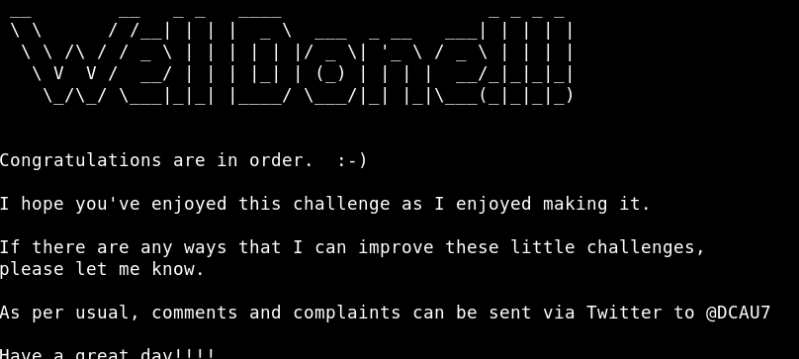 Well Done!!!!
Congratulations are in order.  :-)
I hope you've enjoyed this challenge as I enjoyed making it.
If there are any ways that I can improve these little challenges,
please let me know.
As per usual, comments and complaints can be sent via Twitter to @DCAU7
Have a great day!!!!